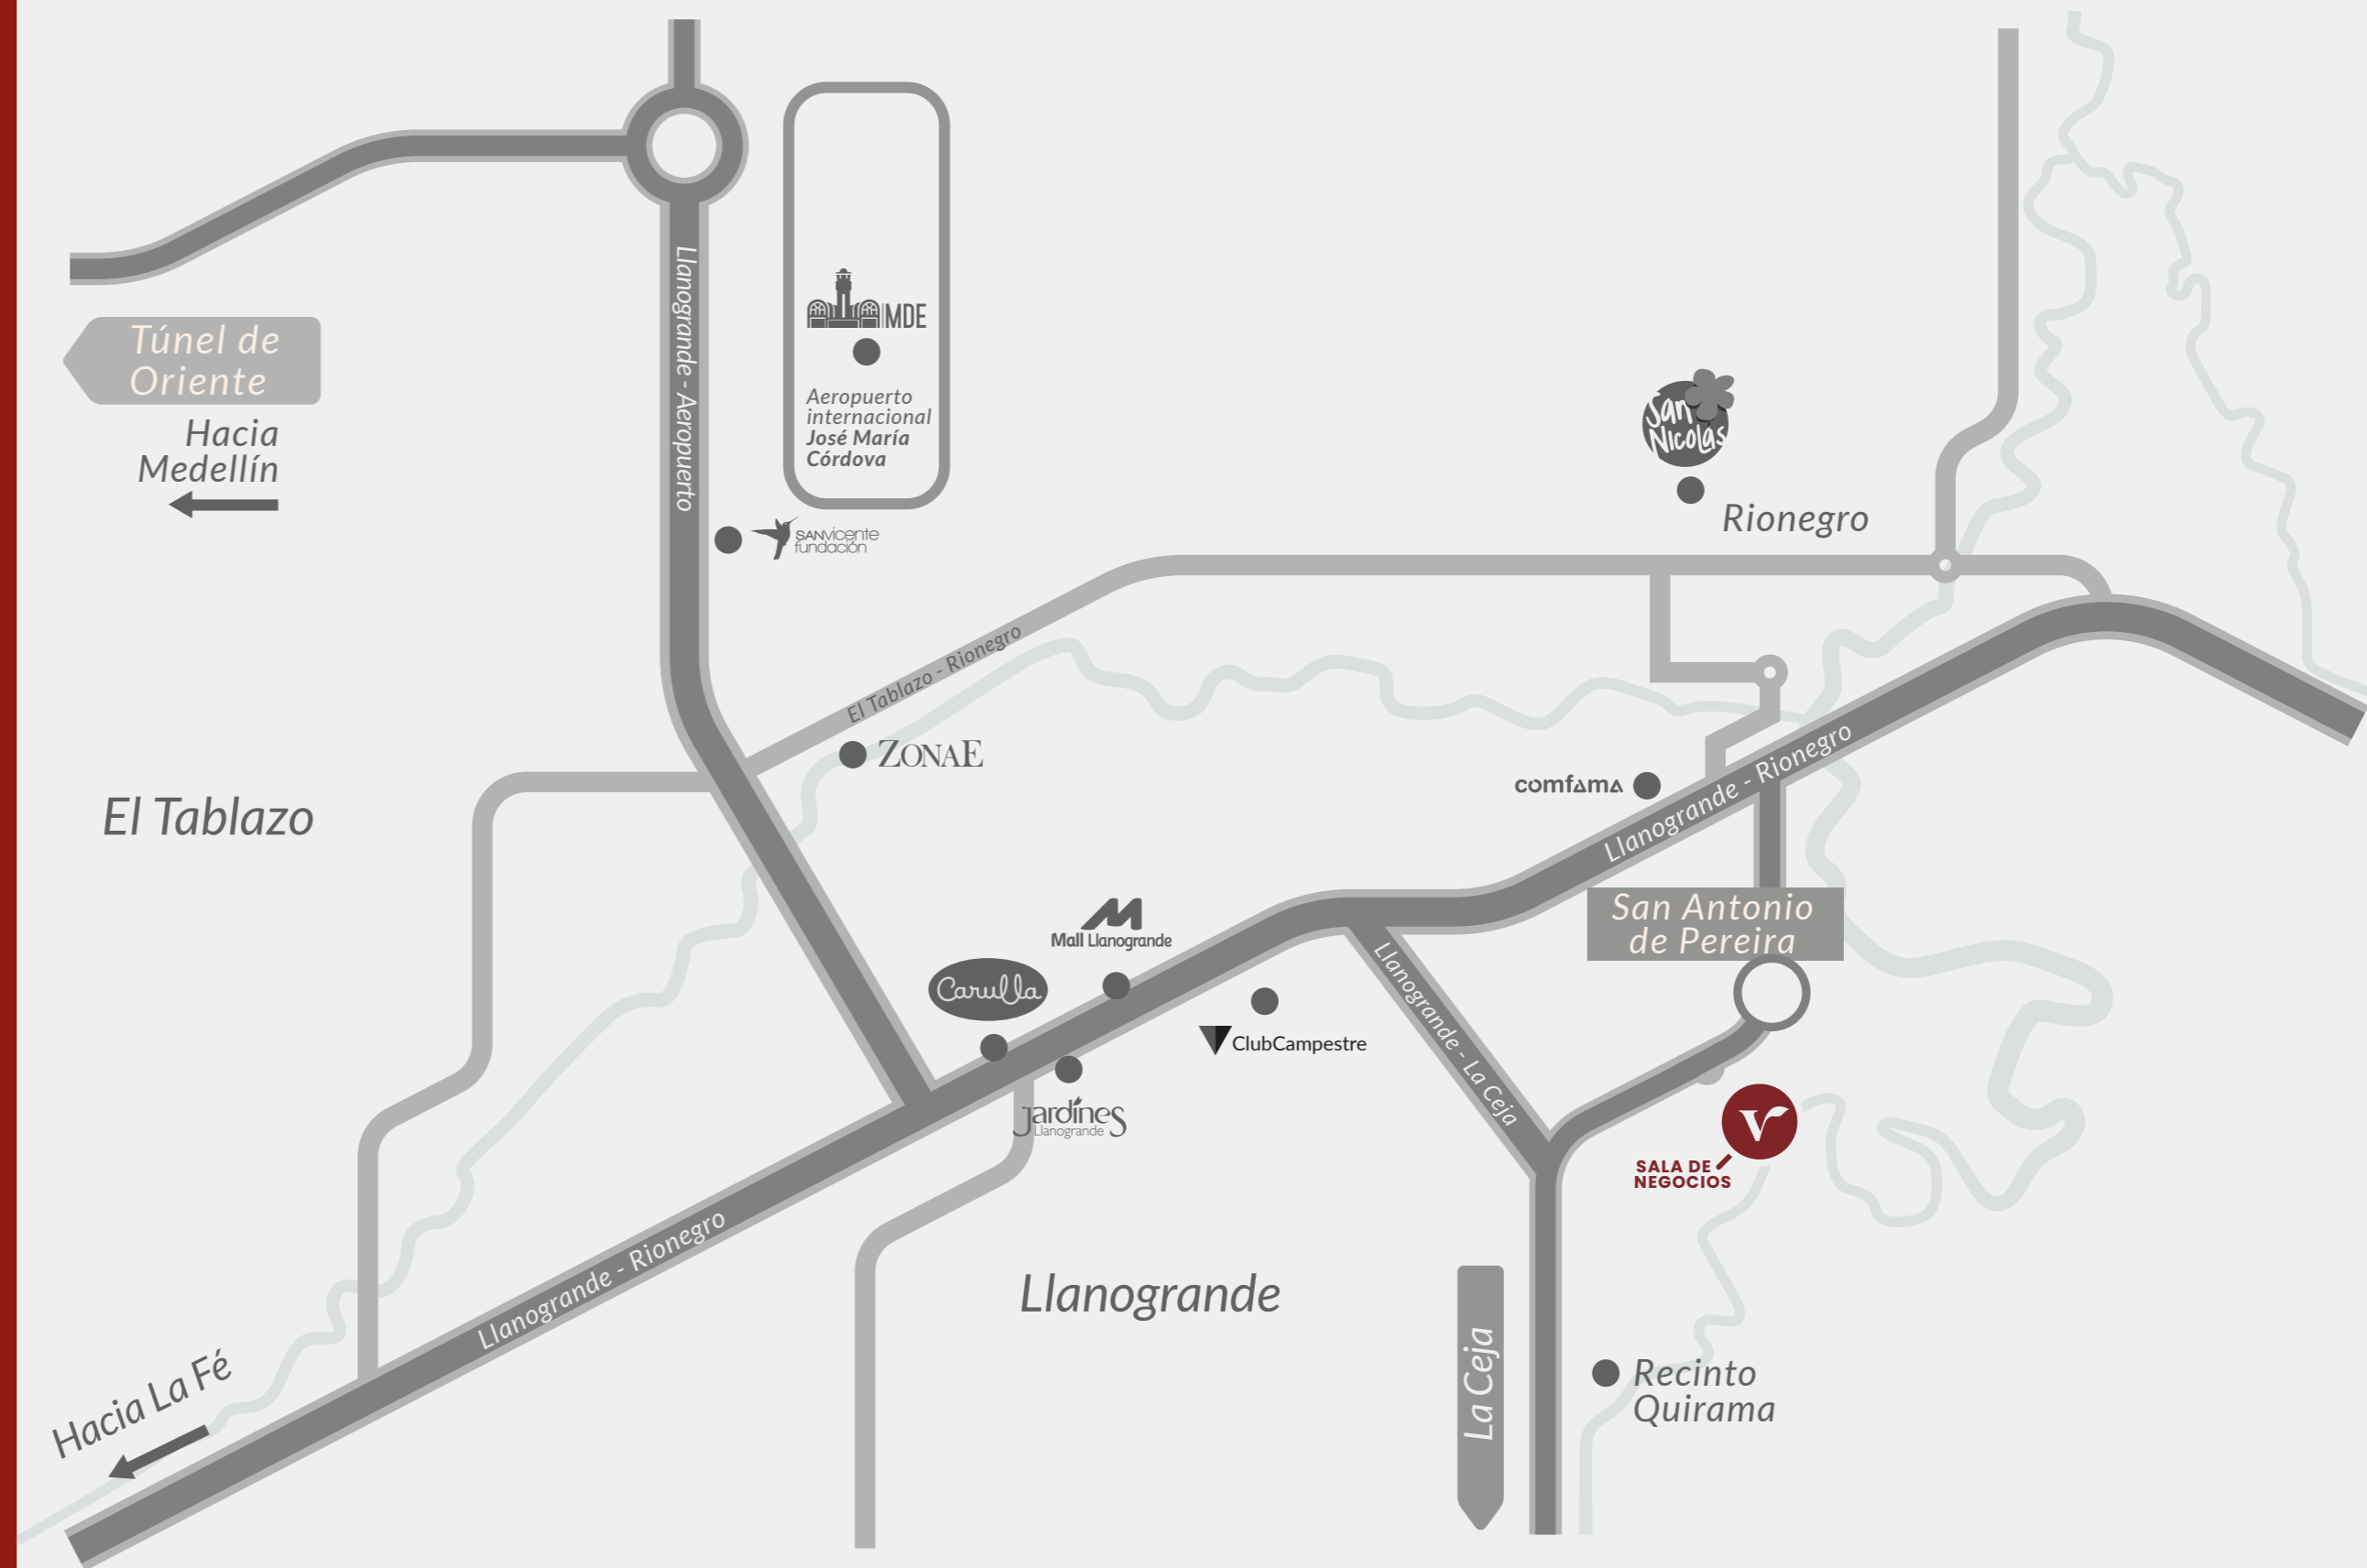 Llanogrande - Aeropuerto
MDE
Aeropuerto
internacional
José María
Córdova
Túnel de
Oriente
Hacia
Medellín
San
Nicolás
Rionegro
SANvicente
fundación
El Tablazo - Rionegro
ZONAE
El Tablazo
comfama
Llanogrande - Rionegro
San Antonio
de Pereira
Mall Llanogrande
Carulla
ClubCampestre
Llanogrande - La Ceja
Jardines
Llanogrande
V
SALA DE
NEGOCIOS
Llanogrande - Rionegro
Llanogrande
La Ceja
Recinto
Quirama
Hacia La Fé